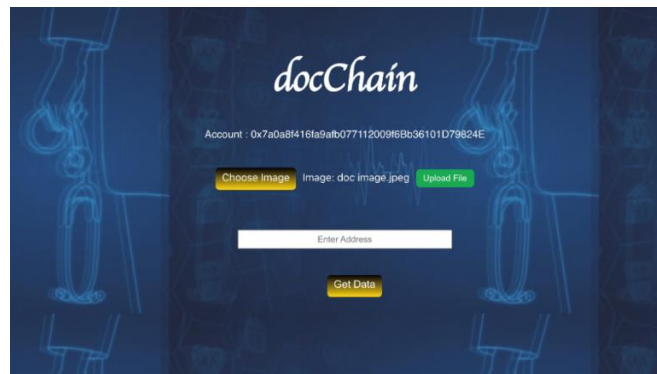 docChain
Account : 0x7a0a8f416fa9afb077112009f6Bb36101D79824E
Choose Image Image: doc image.jpeg Upload File
Enter Address
Get Data